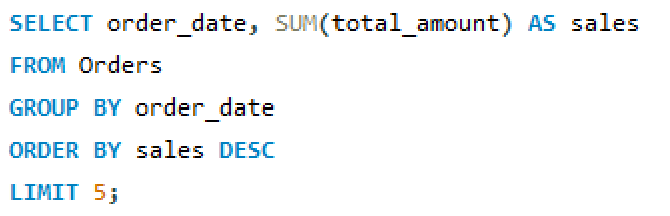 SELECT order_date, SUM(total_amount) AS sales
FROM Orders
GROUP BY order_date
ORDER BY sales DESC
LIMIT 5;